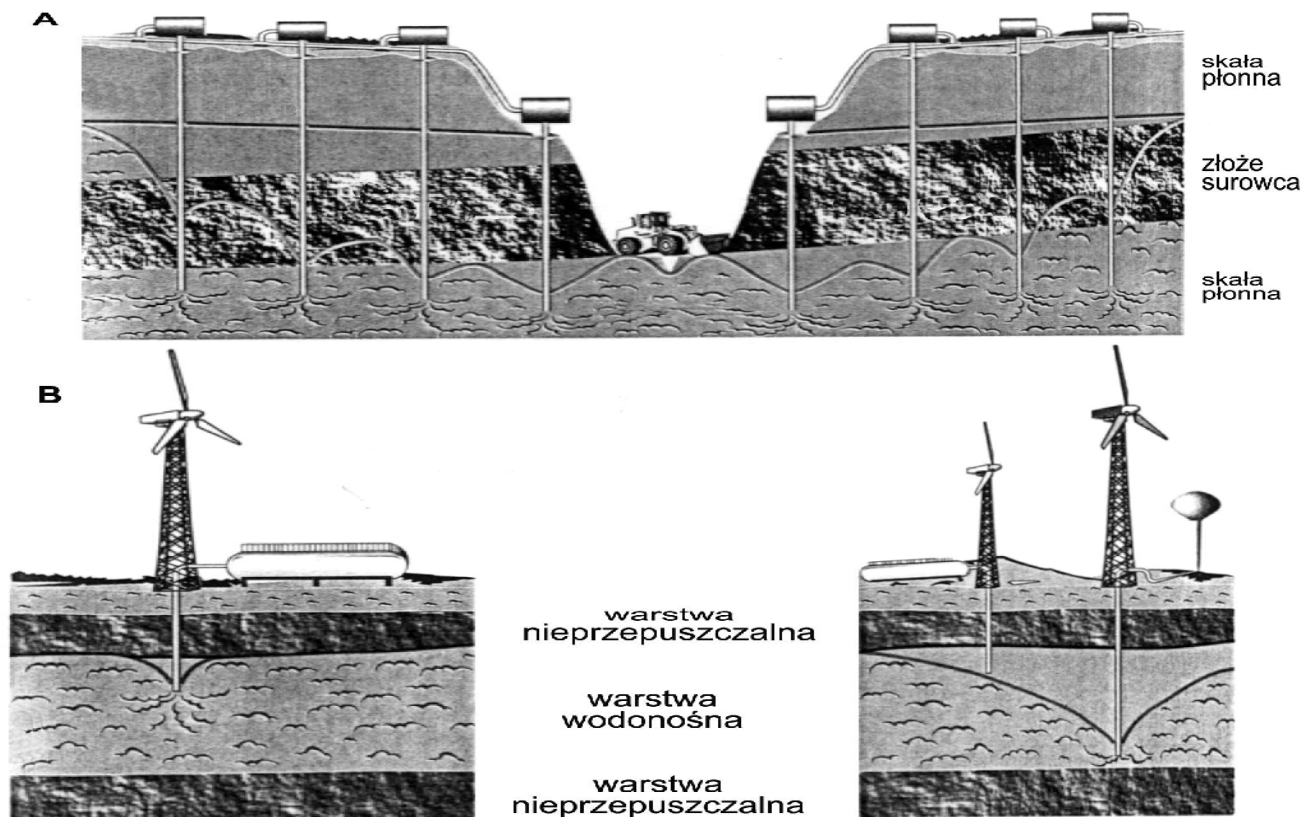 A
skała
płonna
złoże
surowca
skała
płonna
B
warstwa
nieprzepuszczalna
warstwa
wodonośna
warstwa
nieprzepuszczalna